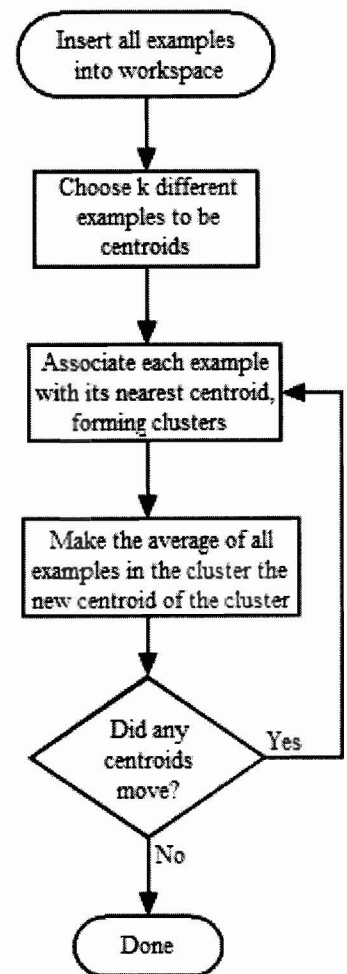 Insert all examples
into workspace
Choose k different
examples to be
centroids
Associate each example
with its nearest centroid,
forming clusters
Make the average of all
examples in the cluster the
new centroid of the cluster
Did any
centroids
move?
Yes
No
Done